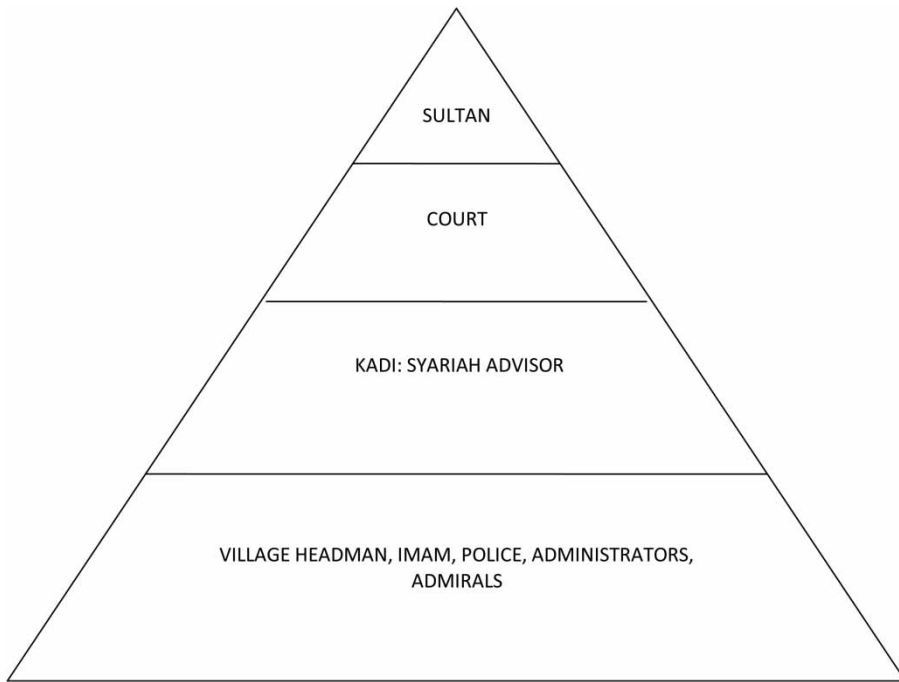 SULTAN
COURT
KADI: SYARIAH ADVISOR
VILLAGE HEADMAN, IMAM, POLICE, ADMINISTRATORS,
ADMIRALS